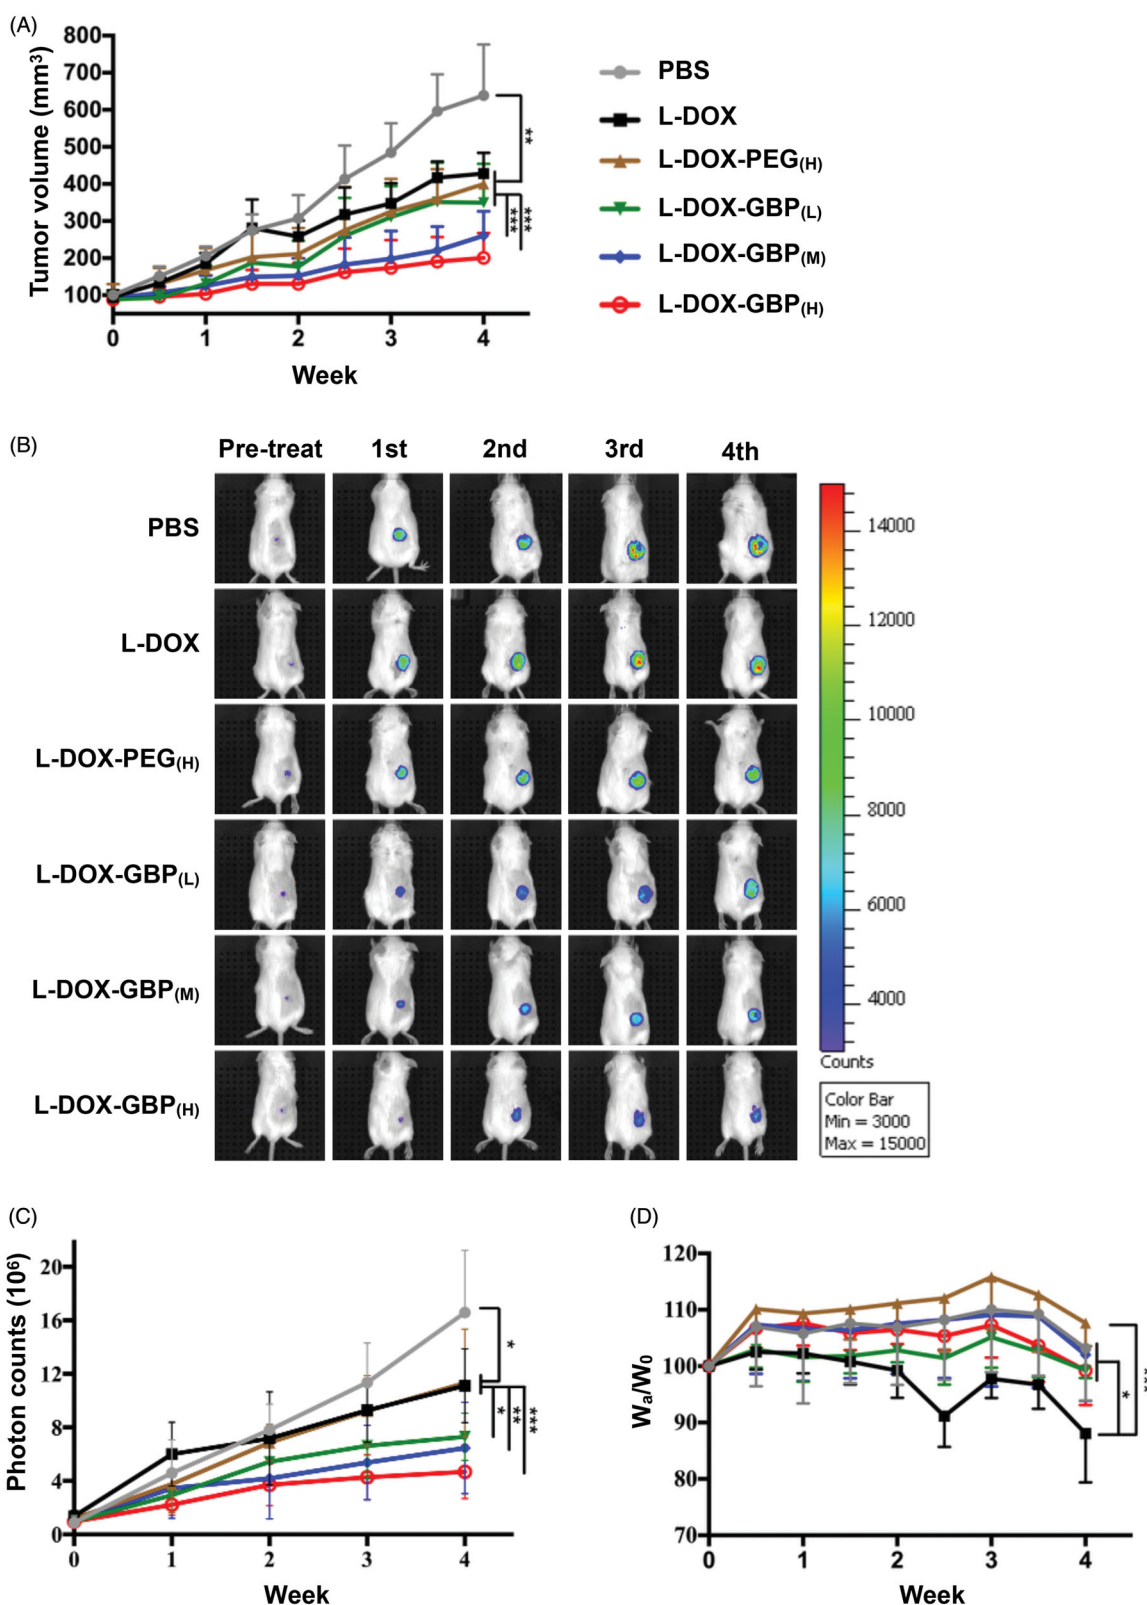 (A)
800
700
600
500
400
300
200
100
Tumor volume (mm³)
0 1 2 3 4
Week
**
***
***
PBS
L-DOX
L-DOX-PEG(H)
L-DOX-GBP(L)
L-DOX-GBP(M)
L-DOX-GBP(H)
(B)
Pre-treat 1st 2nd 3rd 4th
PBS
L-DOX
L-DOX-PEG(H)
L-DOX-GBP(L)
L-DOX-GBP(M)
L-DOX-GBP(H)
14000
12000
10000
8000
6000
4000
Counts
Color Bar
Min = 3000
Max = 15000
(C)
20
16
12
8
4
0
Photon counts (10⁶)
0 1 2 3 4
Week
*
*
**
***
(D)
120
110
100
90
80
70
Wa/W0
0 1 2 3 4
Week
*
***